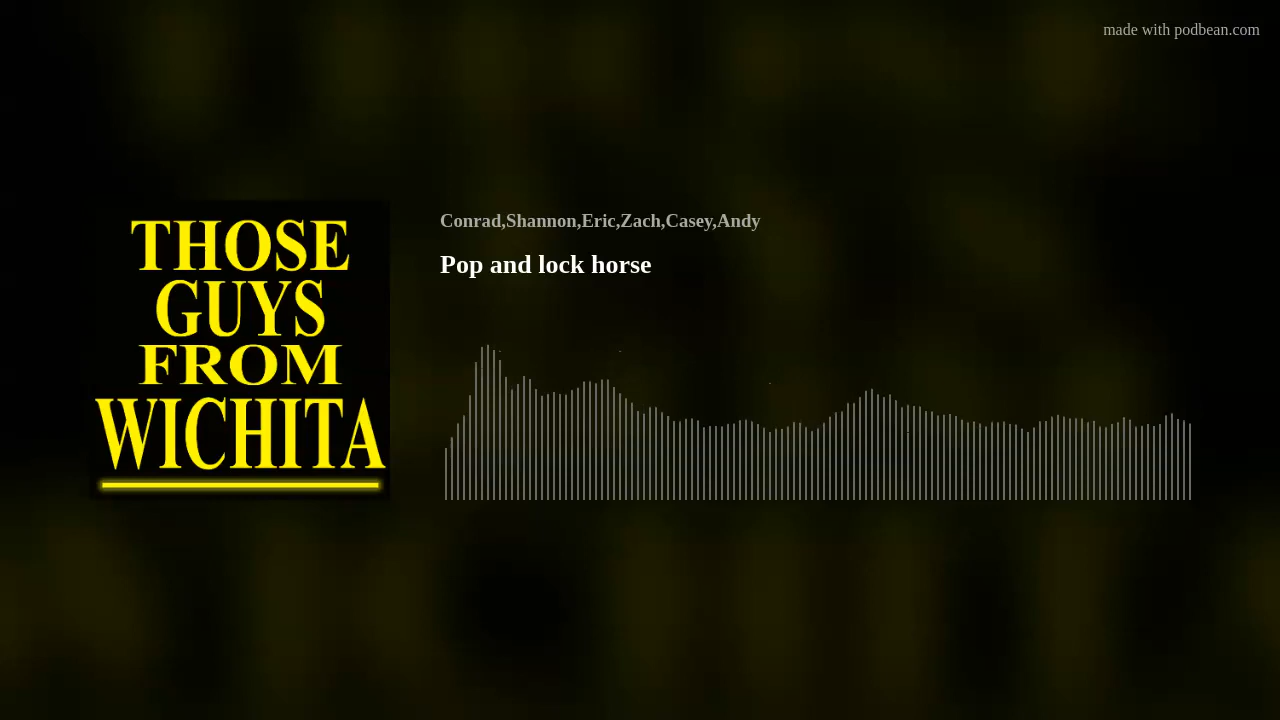 made with podbean.com
THOSE
GUYS
FROM
WICHITA
Conrad,Shannon,Eric,Zach,Casey,Andy
Pop and lock horse